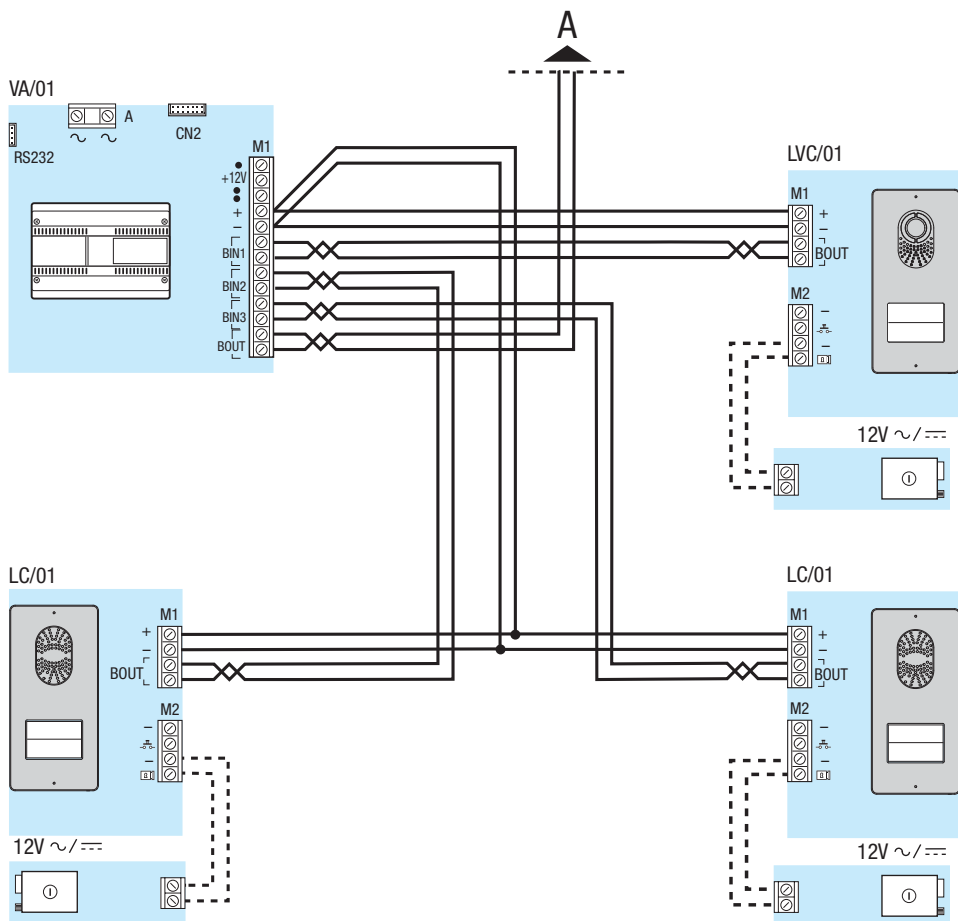 A
VA/01
A
∼ ∼
CN2
RS232
M1
+12V
+
−
BIN1
BIN2
BIN3
BOUT
LVC/01
M1
+
−
BOUT
M2
−
−
12V ∼/⎓
LC/01
M1
+
−
BOUT
M2
−
−
12V ∼/⎓
LC/01
M1
+
−
BOUT
M2
−
−
12V ∼/⎓